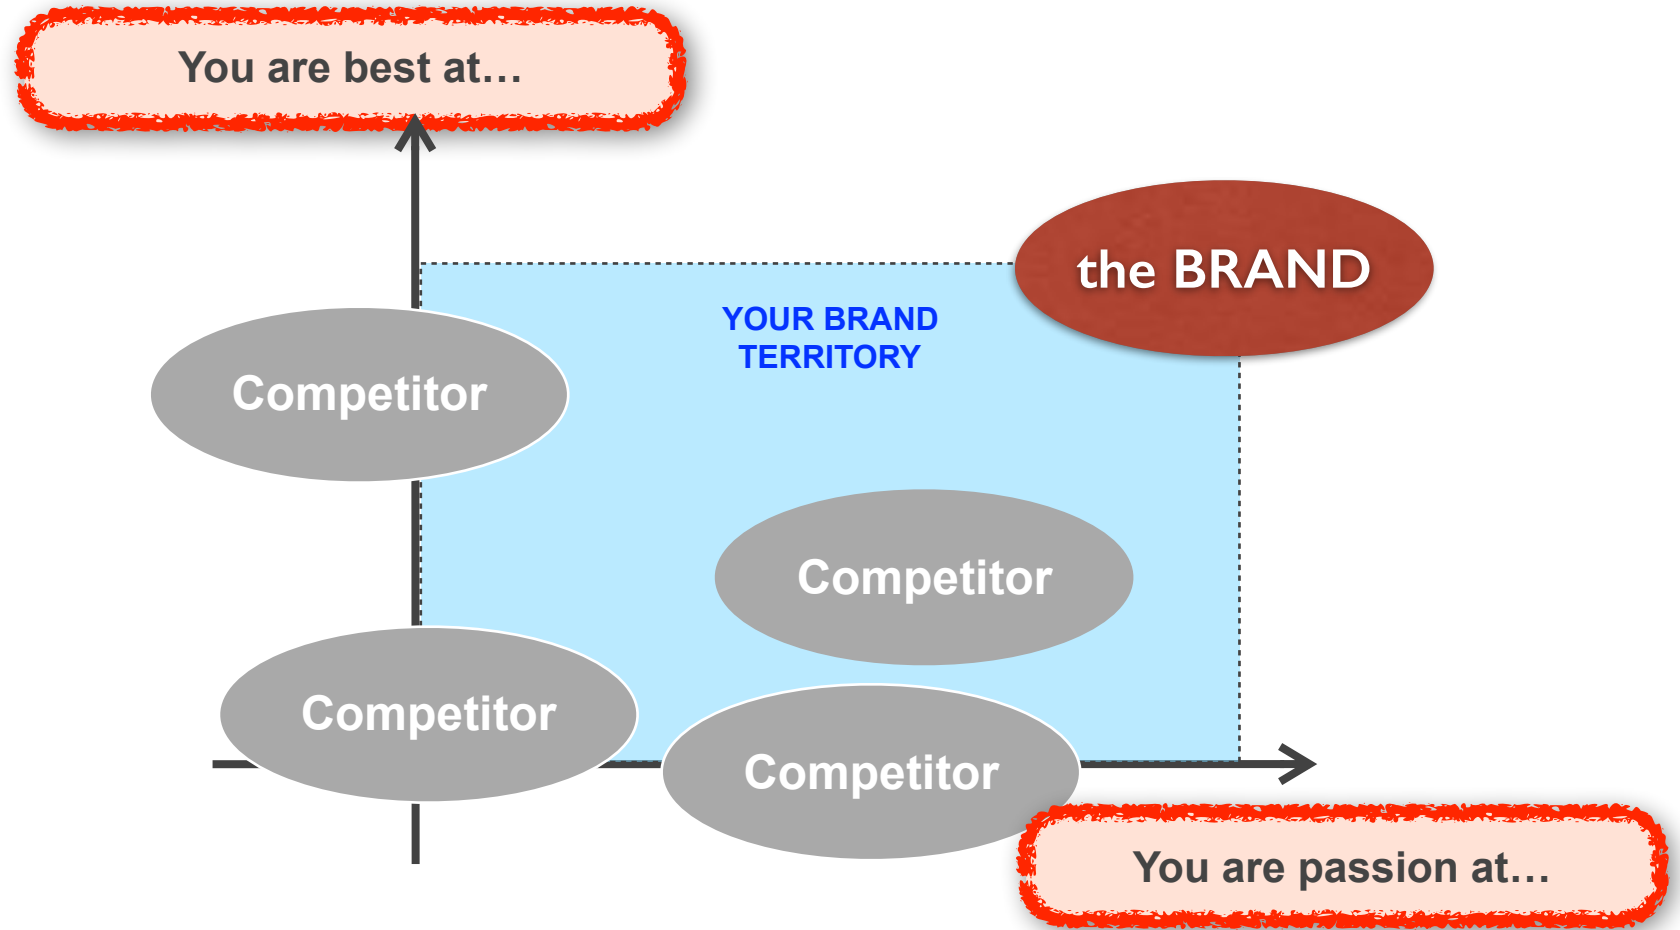 You are best at…
the BRAND
YOUR BRAND
TERRITORY
Competitor
Competitor
Competitor
Competitor
You are passion at…